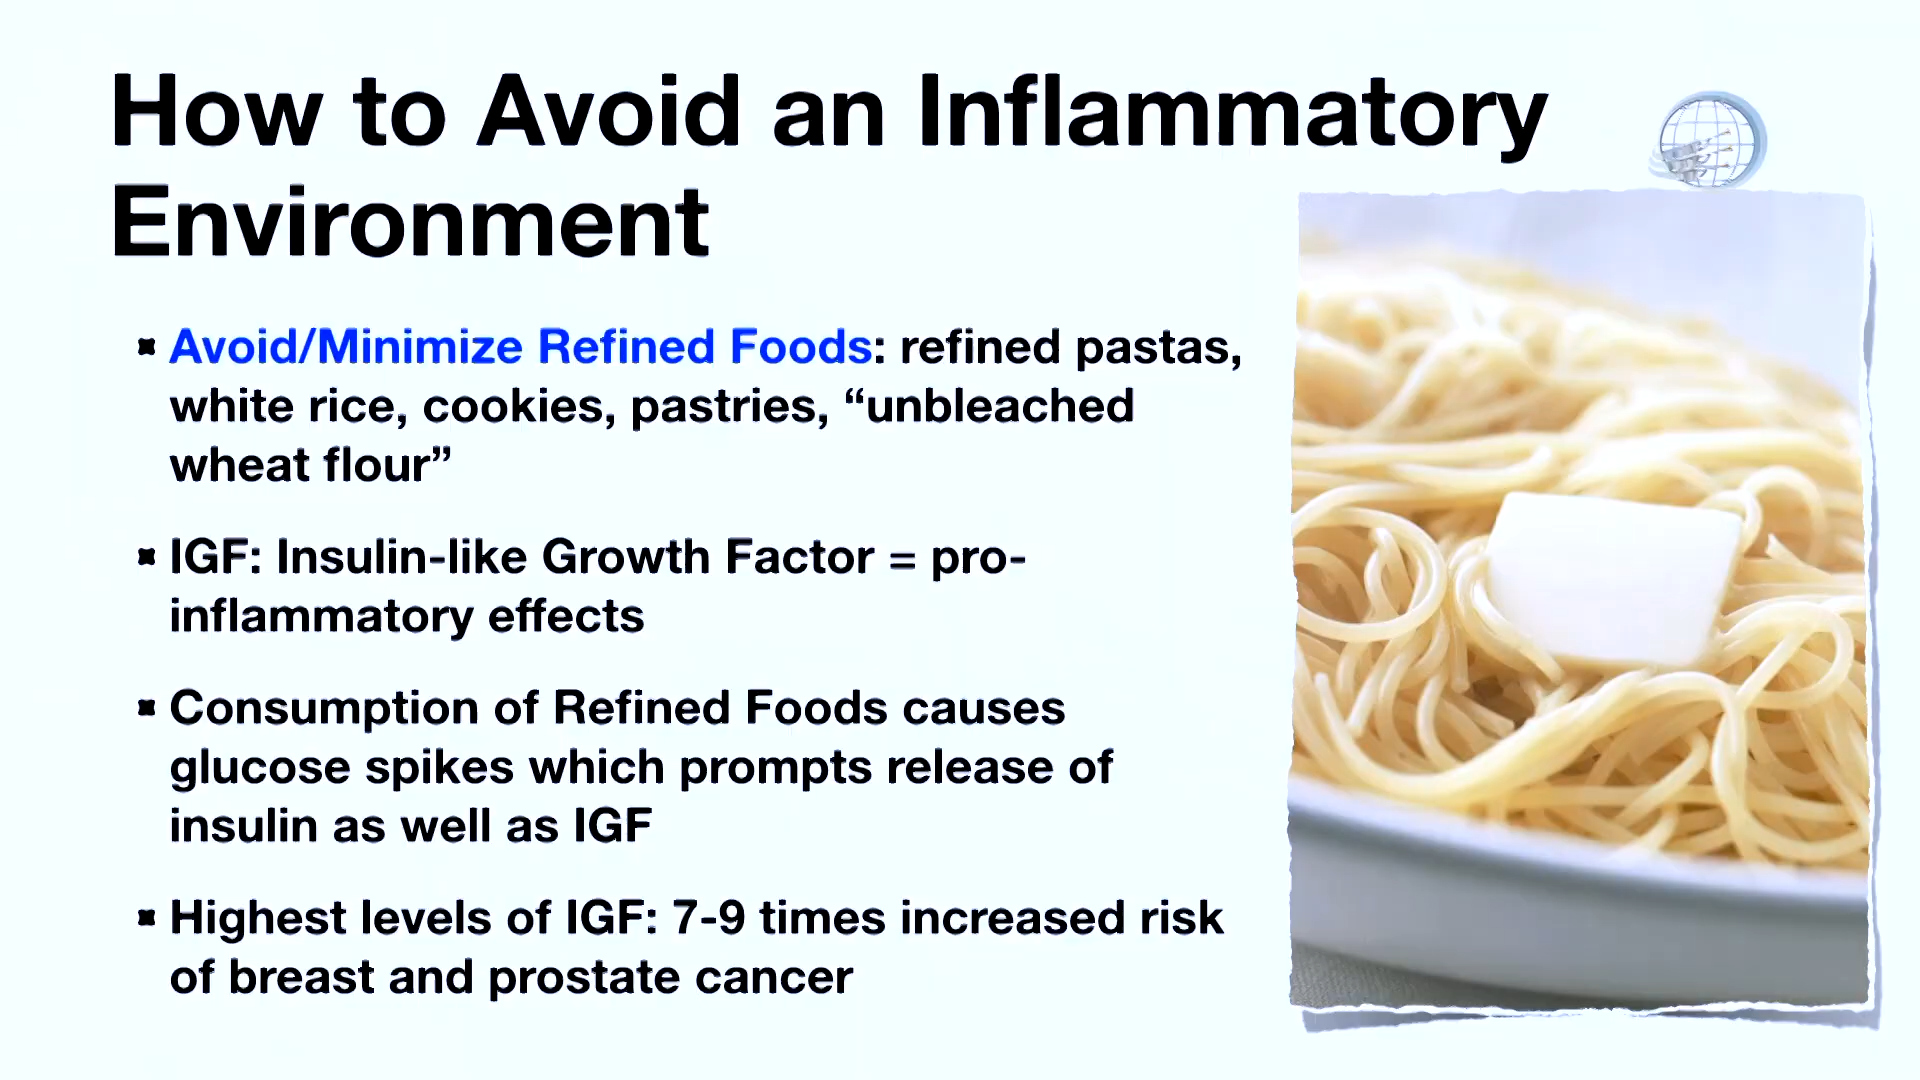 How to Avoid an Inflammatory
Environment
Avoid/Minimize Refined Foods: refined pastas,
white rice, cookies, pastries, “unbleached
wheat flour”
IGF: Insulin-like Growth Factor = pro-
inflammatory effects
Consumption of Refined Foods causes
glucose spikes which prompts release of
insulin as well as IGF
Highest levels of IGF: 7-9 times increased risk
of breast and prostate cancer